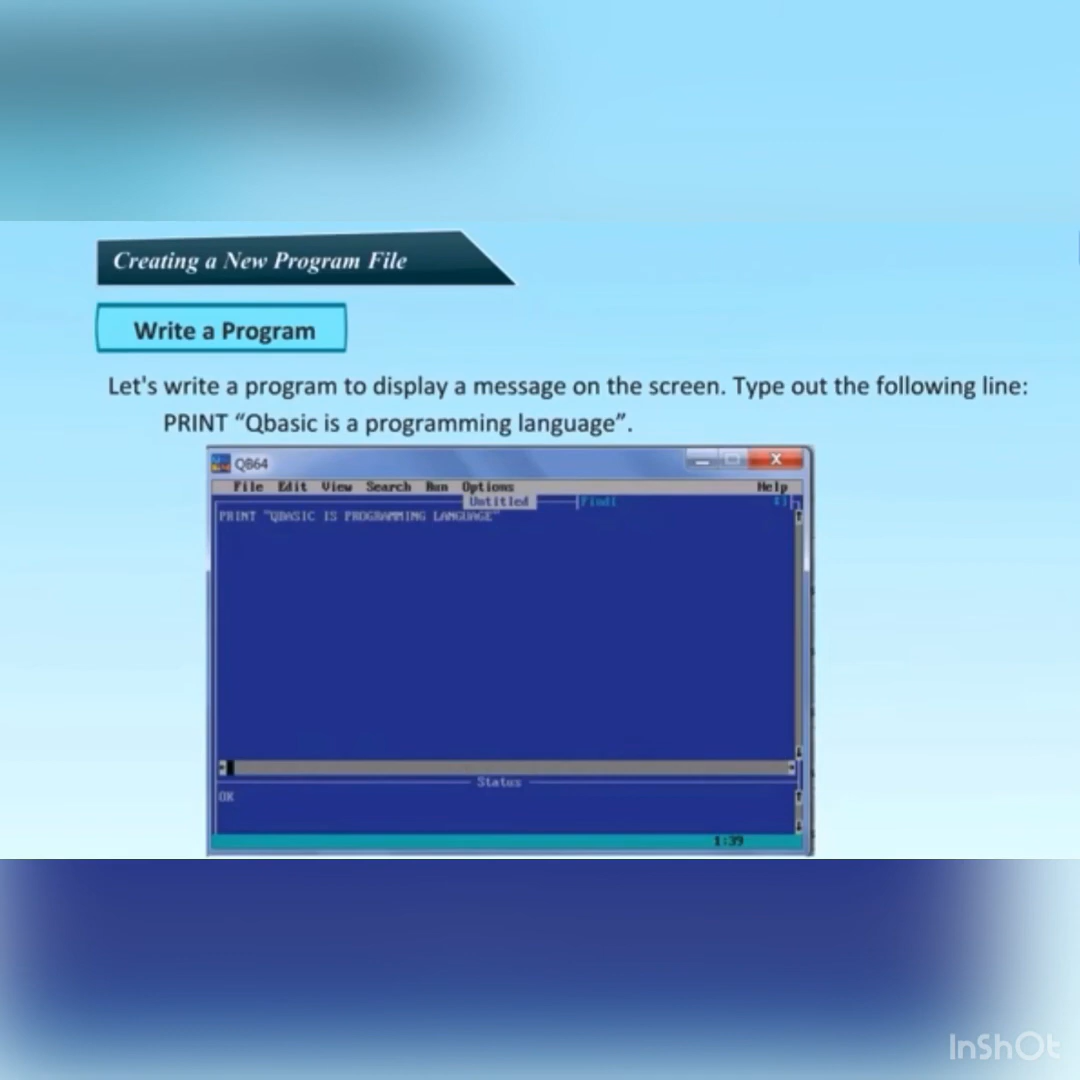 Creating a New Program File
Write a Program
Let's write a program to display a message on the screen. Type out the following line:
PRINT “Qbasic is a programming language”.
QB64
File Edit View Search Run Options Help
Untitled Find[
PRINT "QBASIC IS PROGRAMMING LANGUAGE"
Status
OK
1:39
InShOt